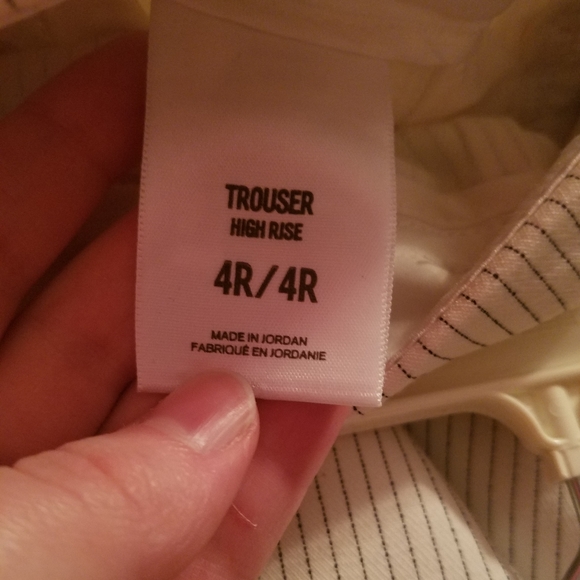 TROUSER
HIGH RISE
4R/4R
MADE IN JORDAN
FABRIQUÉ EN JORDANIE